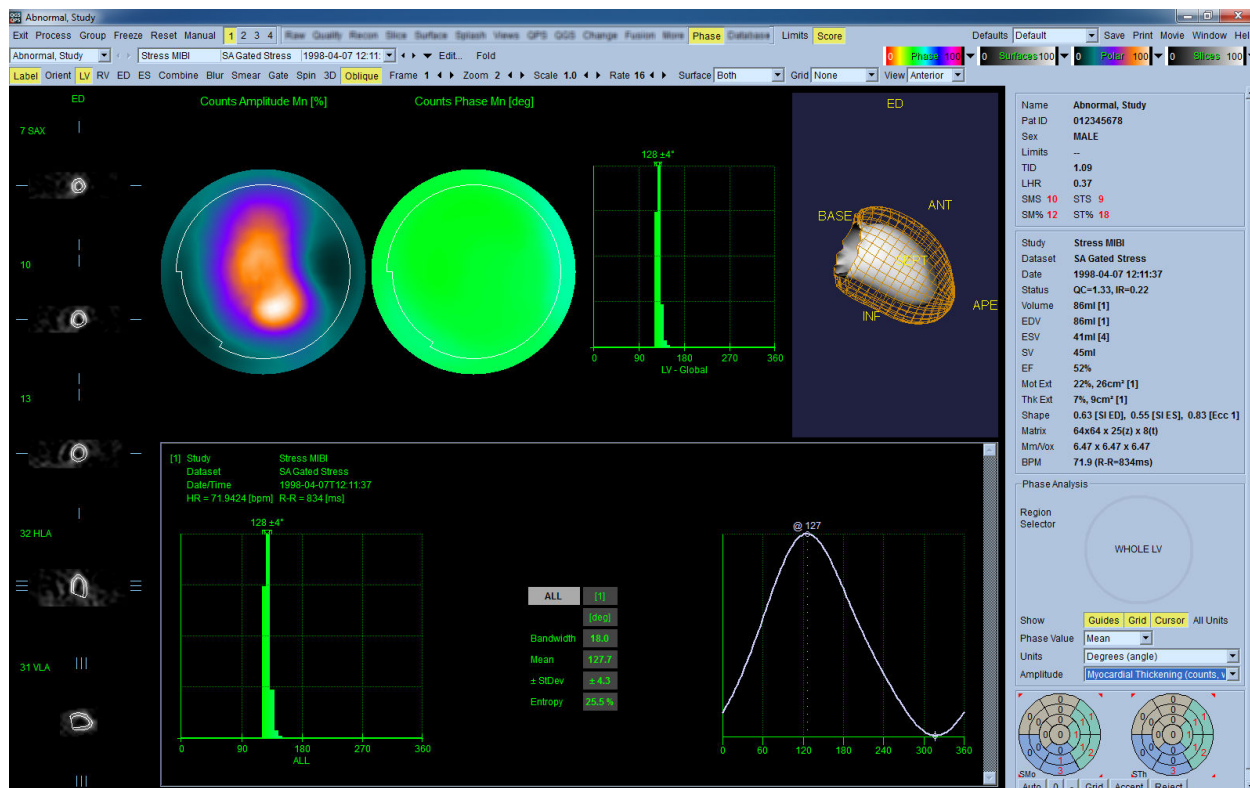 Abnormal, Study
Exit Process Group Freeze Reset Manual 1 2 3 4 Raw Quality Recon Slice Surface Splash Views QPS QGS Change Fusion More Phase Database Limits Score Defaults Default Save Print Movie Window Hel
Abnormal, Study Stress MIBI SA Gated Stress 1998-04-07 12:11: Edit... Fold 0 Phase 100 0 Surfaces 100 0 Polar 100 0 Slices 100
Label Orient LV RV ED ES Combine Blur Smear Gate Spin 3D Oblique Frame 1 Zoom 2 Scale 1.0 Rate 16 Surface Both Grid None View Anterior
ED
7 SAX
10
13
32 HLA
31 VLA
Counts Amplitude Mn [%]
Counts Phase Mn [deg]
128 ±4°
0 90 180 270 360
LV - Global
ED
BASE
ANT
SEPT
INF
APE
[1] Study Stress MIBI
Dataset SA Gated Stress
Date/Time 1998-04-07T12:11:37
HR = 71.9424 [bpm] R-R = 834 [ms]
128 ±4°
0 90 180 270 360
ALL
ALL [1]
[deg]
Bandwidth 18.0
Mean 127.7
± StDev ± 4.3
Entropy 25.5 %
@ 127
0 60 120 180 240 300 360
Name Abnormal, Study
Pat ID 012345678
Sex MALE
Limits --
TID 1.09
LHR 0.37
SMS 10 STS 9
SM% 12 ST% 18
Study Stress MIBI
Dataset SA Gated Stress
Date 1998-04-07 12:11:37
Status QC=1.33, IR=0.22
Volume 86ml [1]
EDV 86ml [1]
ESV 41ml [4]
SV 45ml
EF 52%
Mot Ext 22%, 26cm² [1]
Thk Ext 7%, 9cm² [1]
Shape 0.63 [SI ED], 0.55 [SI ES], 0.83 [Ecc 1]
Matrix 64x64 x 25(z) x 8(t)
Mm/Vox 6.47 x 6.47 x 6.47
BPM 71.9 (R-R=834ms)
Phase Analysis
Region
Selector
WHOLE LV
Show Guides Grid Cursor All Units
Phase Value Mean
Units Degrees (angle)
Amplitude Myocardial Thickening (counts, v
SMo
STh
Auto 0 - Grid Accept Reject